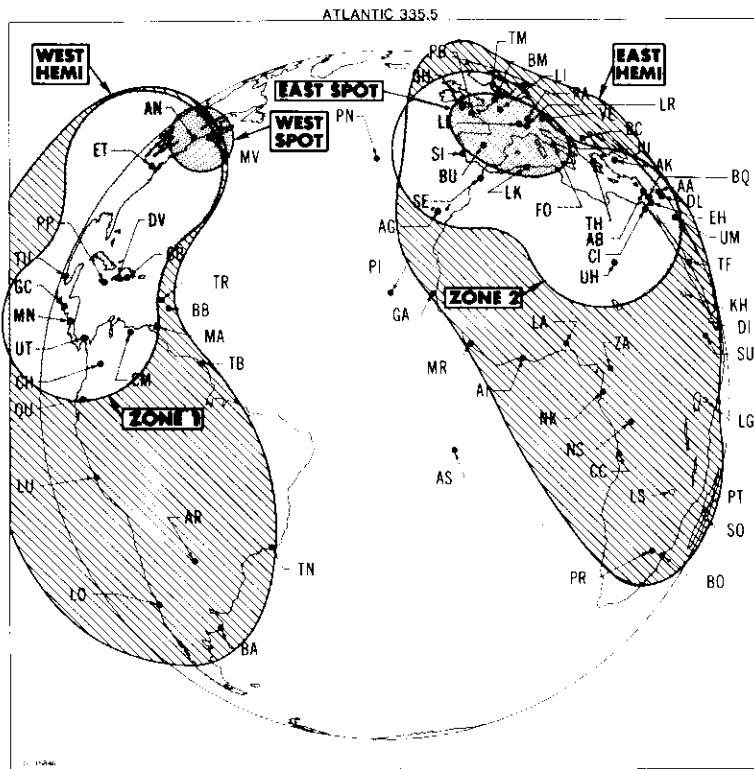 ATLANTIC 335.5
WEST HEMI
EAST HEMI
EAST SPOT
WEST SPOT
ZONE 1
ZONE 2
AN
ET
MV
PP
DV
GC
MN
UT
CH
CM
TR
BB
MA
TB
LU
AR
TN
LO
BA
PN
PI
AS
TM
PB
BM
LI
RA
LR
BC
SI
BU
SE
LK
AG
FO
TH
AB
CI
UH
AK
BQ
AA
DL
EH
UM
TF
KH
DI
SU
LG
GA
MR
LA
ZA
NK
NS
CC
LS
PT
SO
PR
BO